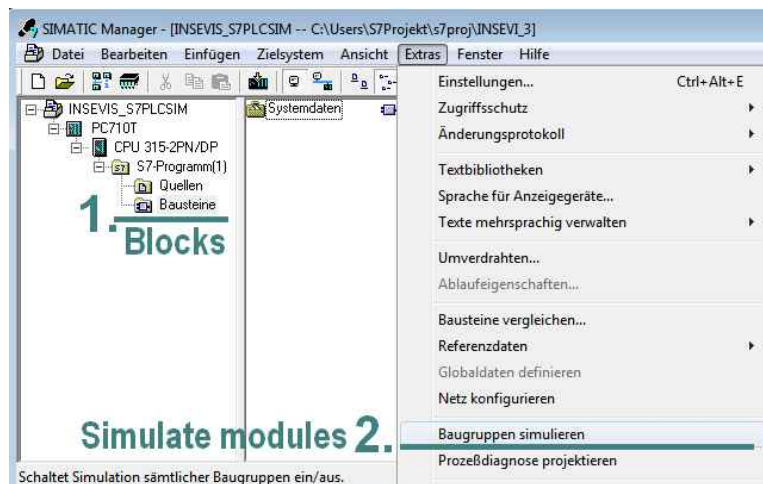 SIMATIC Manager - [INSEVIS_S7PLCSIM -- C:\Users\S7Projekt\s7proj\INSEVI_3]
Datei Bearbeiten Einfügen Zielsystem Ansicht Extras Fenster Hilfe
INSEVIS_S7PLCSIM
PC710T
CPU 315-2PN/DP
S7-Programm(1)
Quellen
Bausteine
1.
Blocks
Systemdaten
Einstellungen... Ctrl+Alt+E
Zugriffsschutz
Änderungsprotokoll
Textbibliotheken
Sprache für Anzeigegeräte...
Texte mehrsprachig verwalten
Umverdrahten...
Ablaufeigenschaften...
Bausteine vergleichen...
Referenzdaten
Globaldaten definieren
Netz konfigurieren
Simulate modules 2.
Baugruppen simulieren
Prozeßdiagnose projektieren
Schaltet Simulation sämtlicher Baugruppen ein/aus.